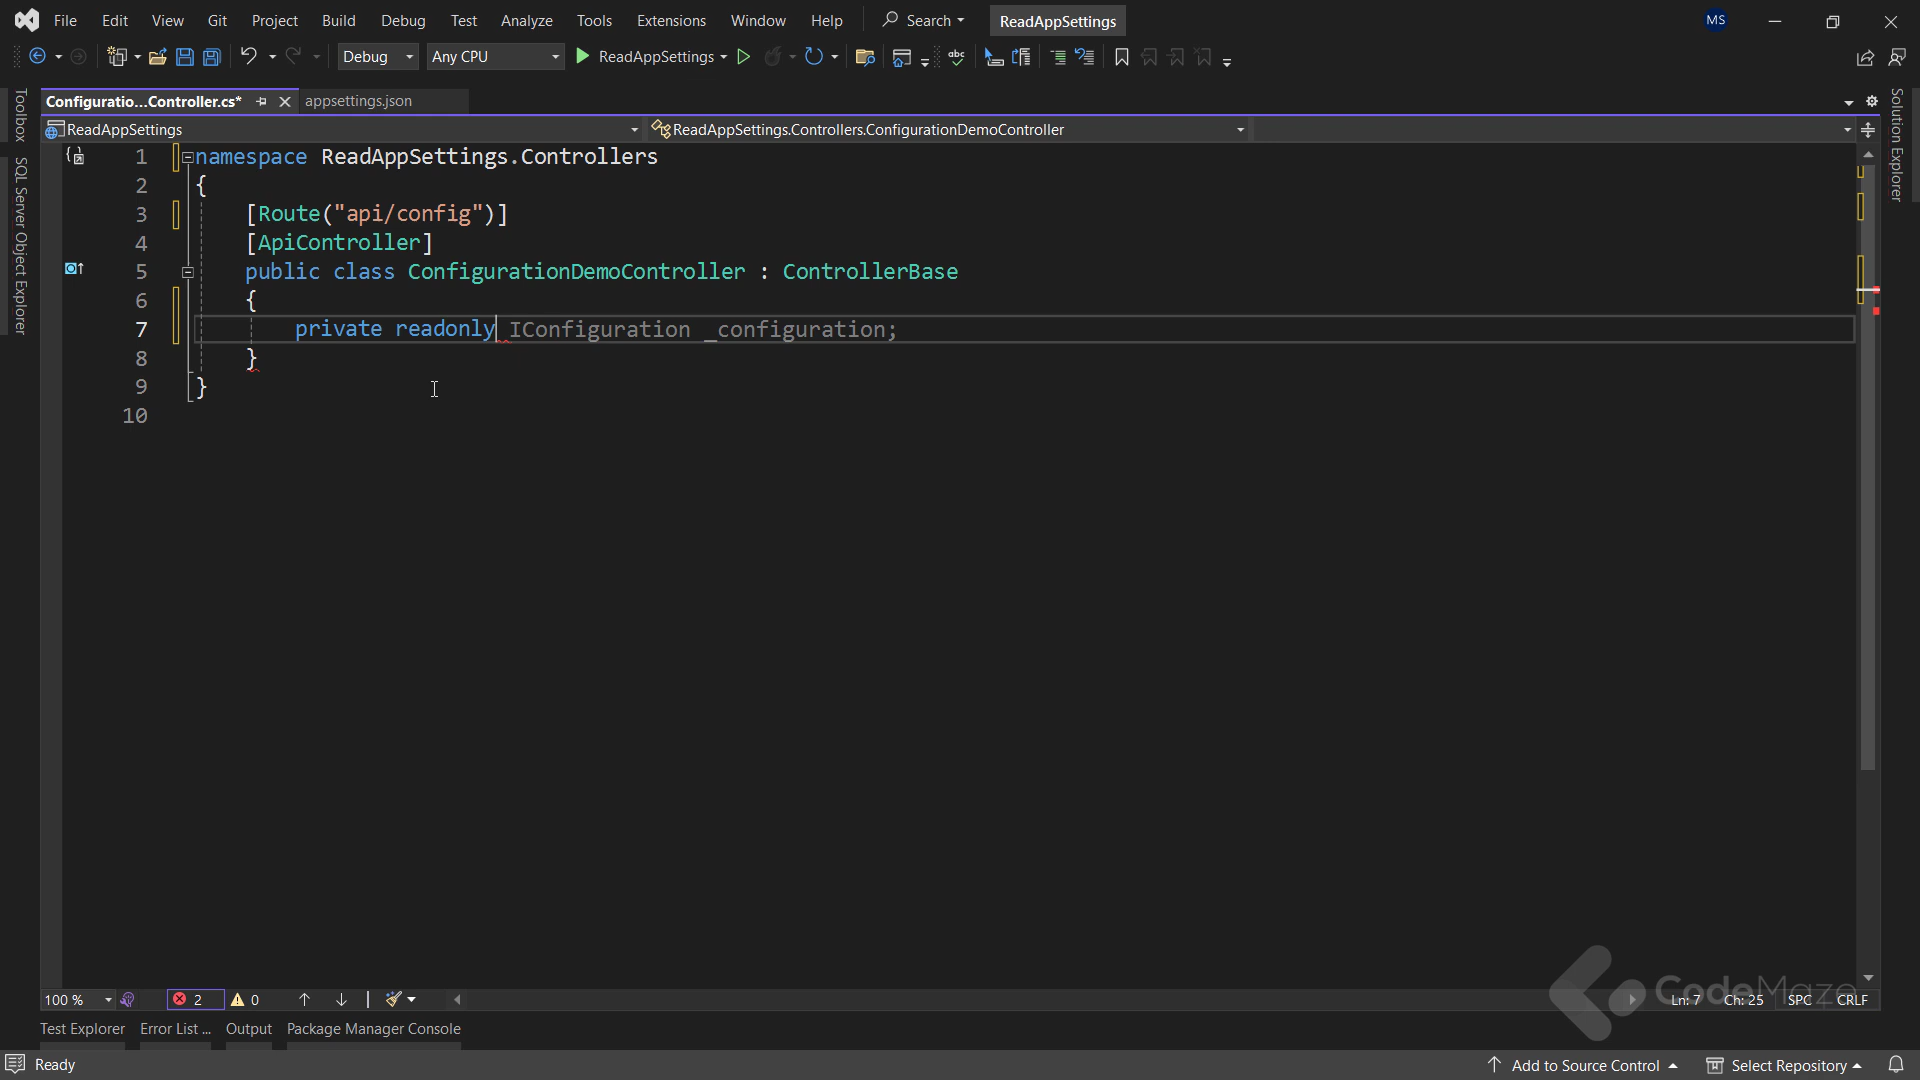 File Edit View Git Project Build Debug Test Analyze Tools Extensions Window Help Search ReadAppSettings MS
Debug Any CPU ReadAppSettings
Toolbox
SQL Server Object Explorer
Configuratio...Controller.cs* appsettings.json
ReadAppSettings ReadAppSettings.Controllers.ConfigurationDemoController
1 namespace ReadAppSettings.Controllers
2 {
3 [Route("api/config")]
4 [ApiController]
5 public class ConfigurationDemoController : ControllerBase
6 {
7 private readonly IConfiguration _configuration;
8 }
9 }
10
Solution Explorer
CodeMaze
100 % 2 0 Ln: 7 Ch: 25 SPC CRLF
Test Explorer Error List ... Output Package Manager Console
Ready Add to Source Control Select Repository